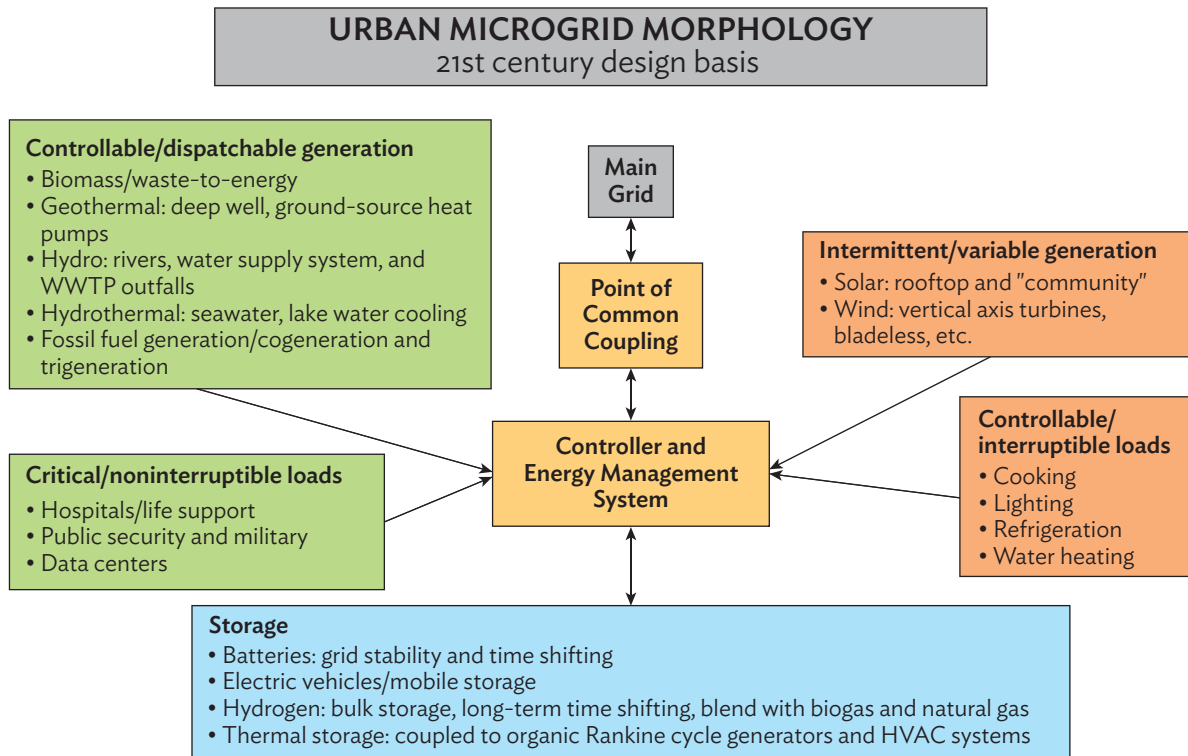 URBAN MICROGRID MORPHOLOGY
21st century design basis
Controllable/dispatchable generation
• Biomass/waste-to-energy
• Geothermal: deep well, ground-source heat
pumps
• Hydro: rivers, water supply system, and
WWTP outfalls
• Hydrothermal: seawater, lake water cooling
• Fossil fuel generation/cogeneration and
trigeneration
Main
Grid
Point of
Common
Coupling
Intermittent/variable generation
• Solar: rooftop and "community"
• Wind: vertical axis turbines,
bladeless, etc.
Critical/noninterruptible loads
• Hospitals/life support
• Public security and military
• Data centers
Controller and
Energy Management
System
Controllable/
interruptible loads
• Cooking
• Lighting
• Refrigeration
• Water heating
Storage
• Batteries: grid stability and time shifting
• Electric vehicles/mobile storage
• Hydrogen: bulk storage, long-term time shifting, blend with biogas and natural gas
• Thermal storage: coupled to organic Rankine cycle generators and HVAC systems